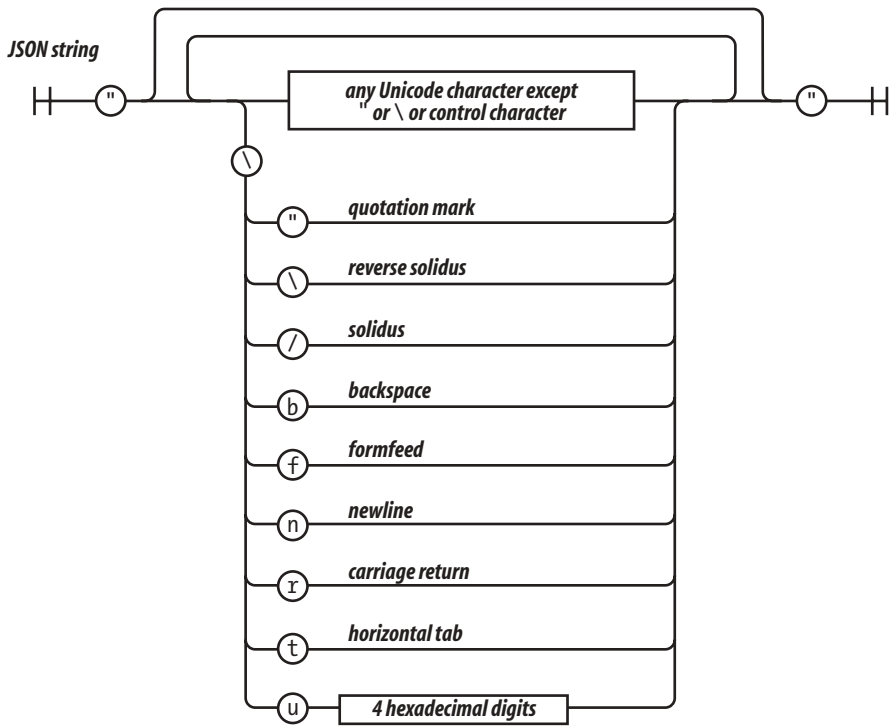 JSON string
" any Unicode character except "
" or \ or control character
\
" quotation mark
\ reverse solidus
/ solidus
b backspace
f formfeed
n newline
r carriage return
t horizontal tab
u 4 hexadecimal digits